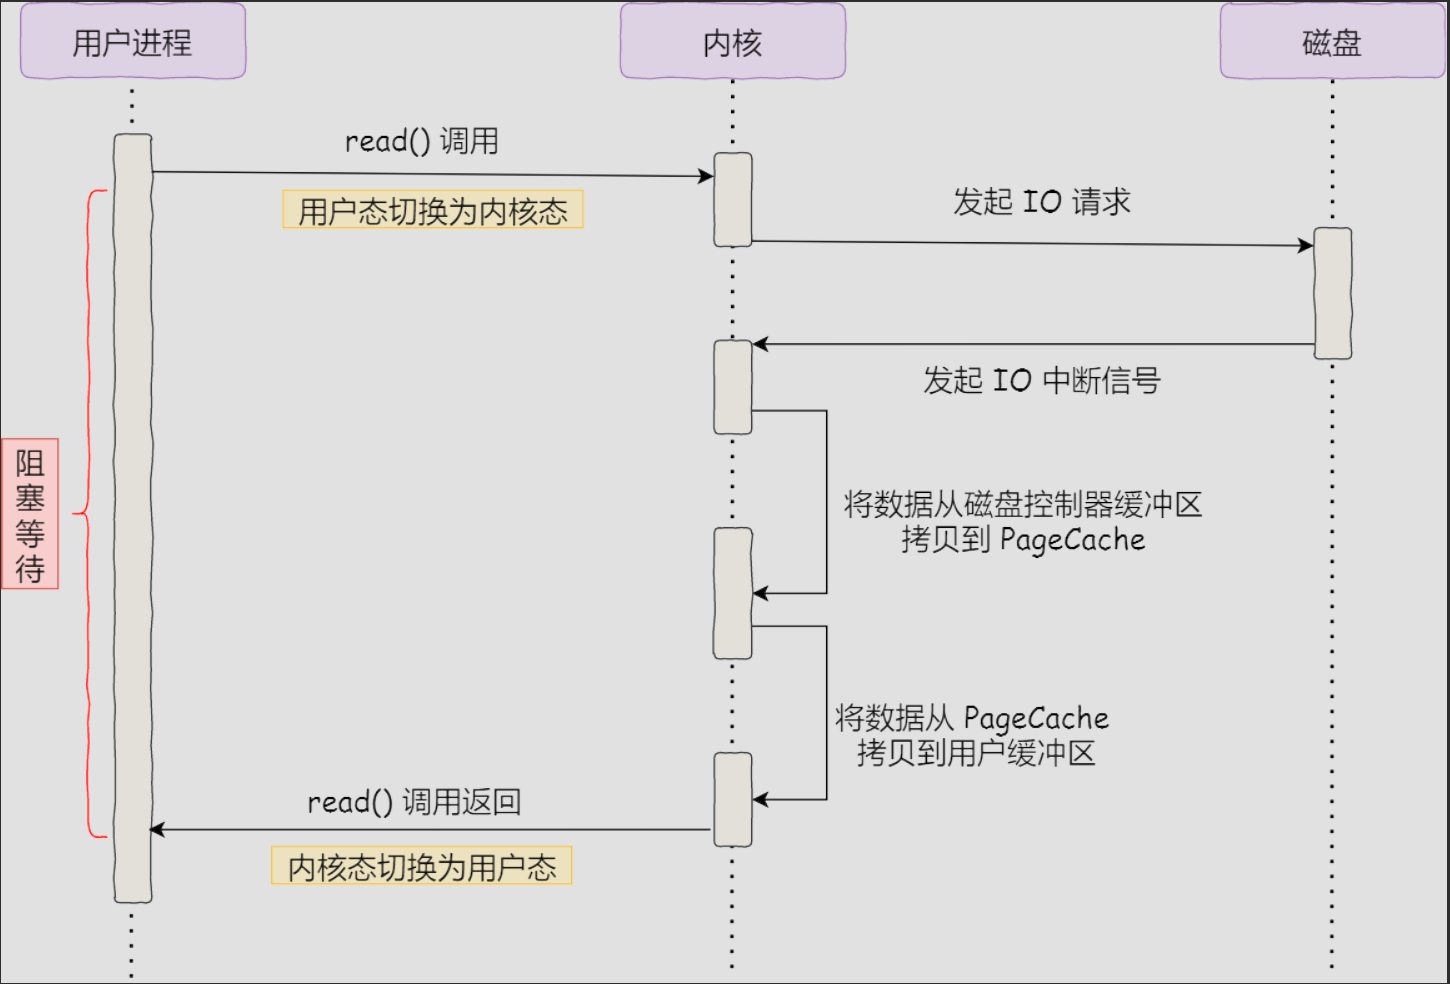 用户进程
内核
磁盘
read() 调用
用户态切换为内核态
发起 IO 请求
发起 IO 中断信号
阻
塞
等
待
将数据从磁盘控制器缓冲区
拷贝到 PageCache
将数据从 PageCache
拷贝到用户缓冲区
read() 调用返回
内核态切换为用户态